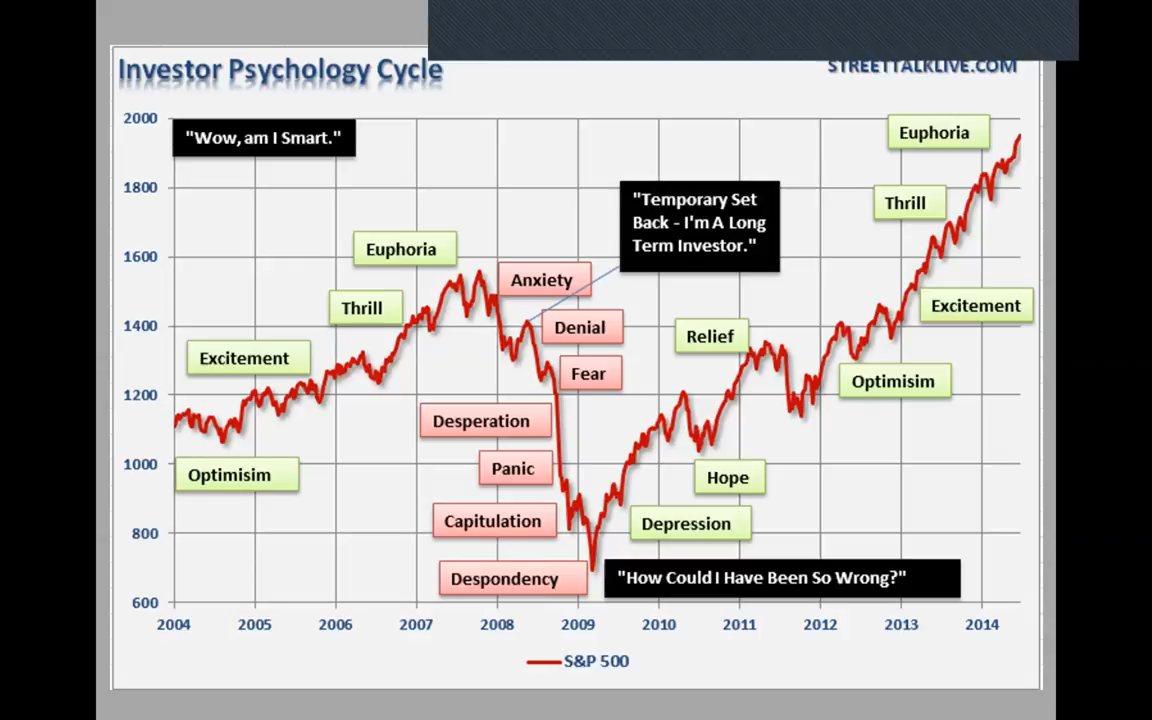 Investor Psychology Cycle
STREETTALKLIVE.COM
2000
1800
1600
1400
1200
1000
800
600
"Wow, am I Smart."
Euphoria
"Temporary Set
Back - I'm A Long
Term Investor."
Thrill
Euphoria
Anxiety
Thrill
Excitement
Denial
Relief
Excitement
Fear
Optimisim
Desperation
Panic
Optimisim
Hope
Capitulation
Depression
Despondency
"How Could I Have Been So Wrong?"
2004 2005 2006 2007 2008 2009 2010 2011 2012 2013 2014
S&P 500